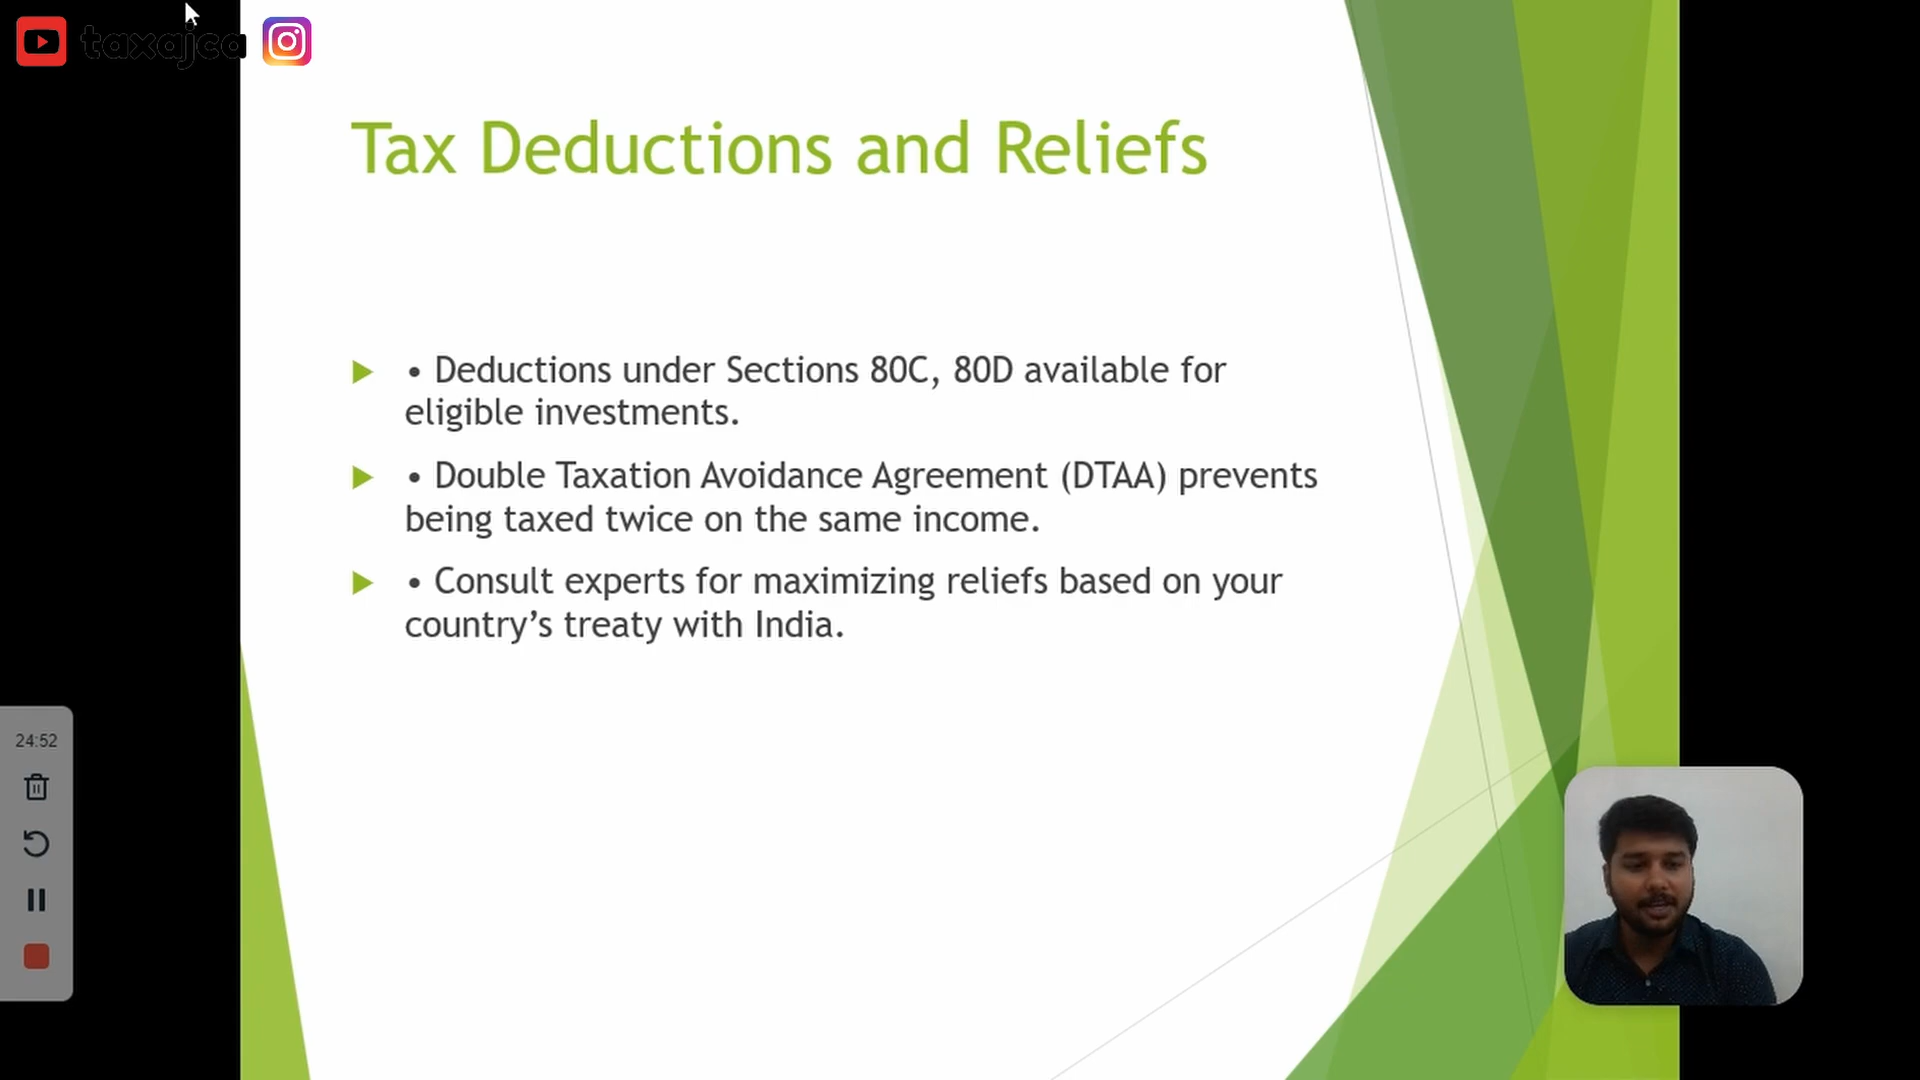 taxajca
Tax Deductions and Reliefs
• Deductions under Sections 80C, 80D available for
eligible investments.
• Double Taxation Avoidance Agreement (DTAA) prevents
being taxed twice on the same income.
• Consult experts for maximizing reliefs based on your
country’s treaty with India.
24:52